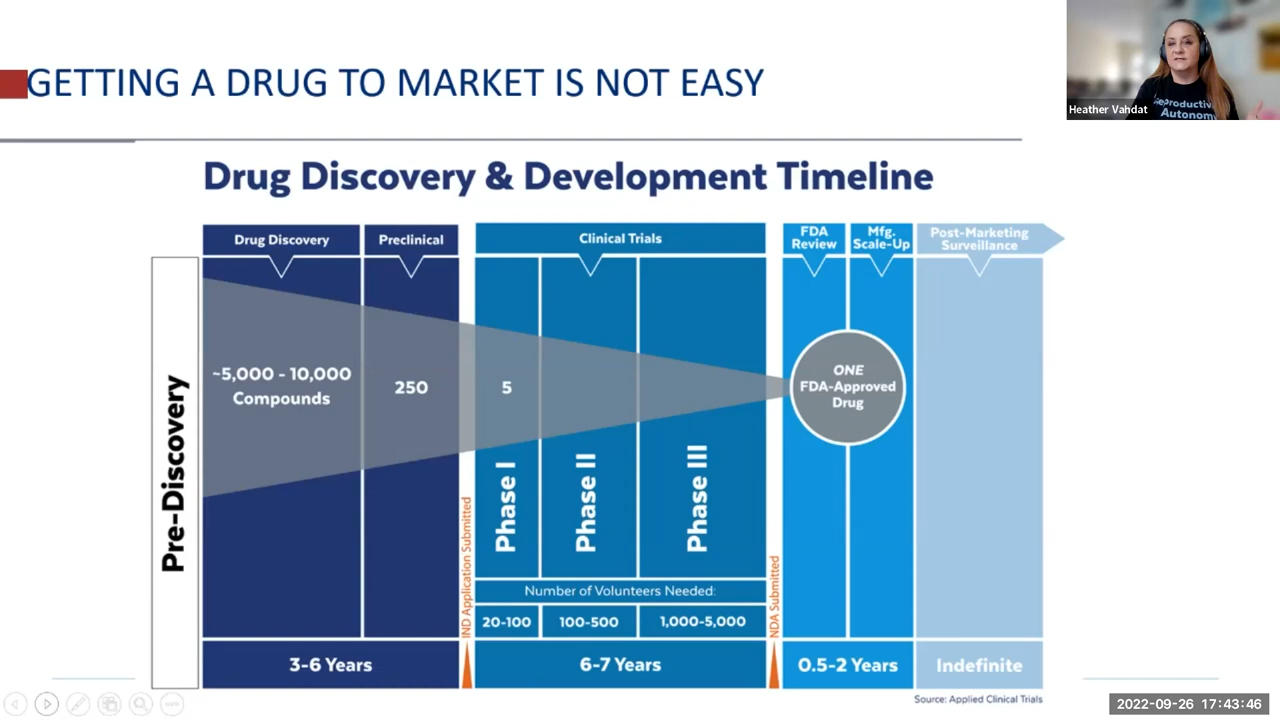 GETTING A DRUG TO MARKET IS NOT EASY
Heather Vahdat
Reproductive
Autonomy
Drug Discovery & Development Timeline
Drug Discovery
Preclinical
Clinical Trials
FDA
Review
Mfg.
Scale-Up
Post-Marketing
Surveillance
Pre-Discovery
~5,000 - 10,000
Compounds
250
5
ONE
FDA-Approved
Drug
Phase I
Phase II
Phase III
IND Application Submitted
NDA Submitted
Number of Volunteers Needed:
20-100
100-500
1,000-5,000
3-6 Years
6-7 Years
0.5-2 Years
Indefinite
Source: Applied Clinical Trials
2022-09-26 17:43:46